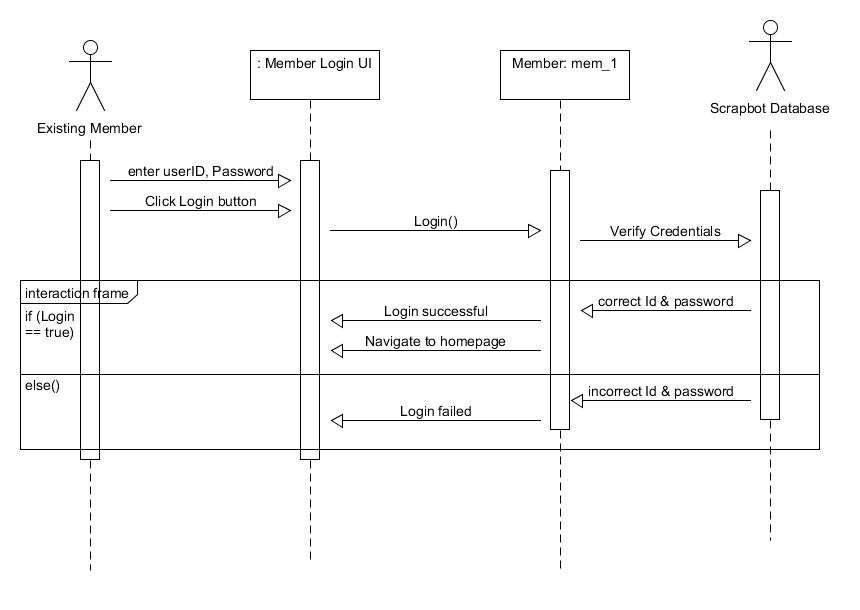 : Member Login UI
Member: mem_1
Scrapbot Database
Existing Member
enter userID, Password
Click Login button
Login()
Verify Credentials
interaction frame
correct Id & password
if (Login
== true)
Login successful
Navigate to homepage
else()
incorrect Id & password
Login failed